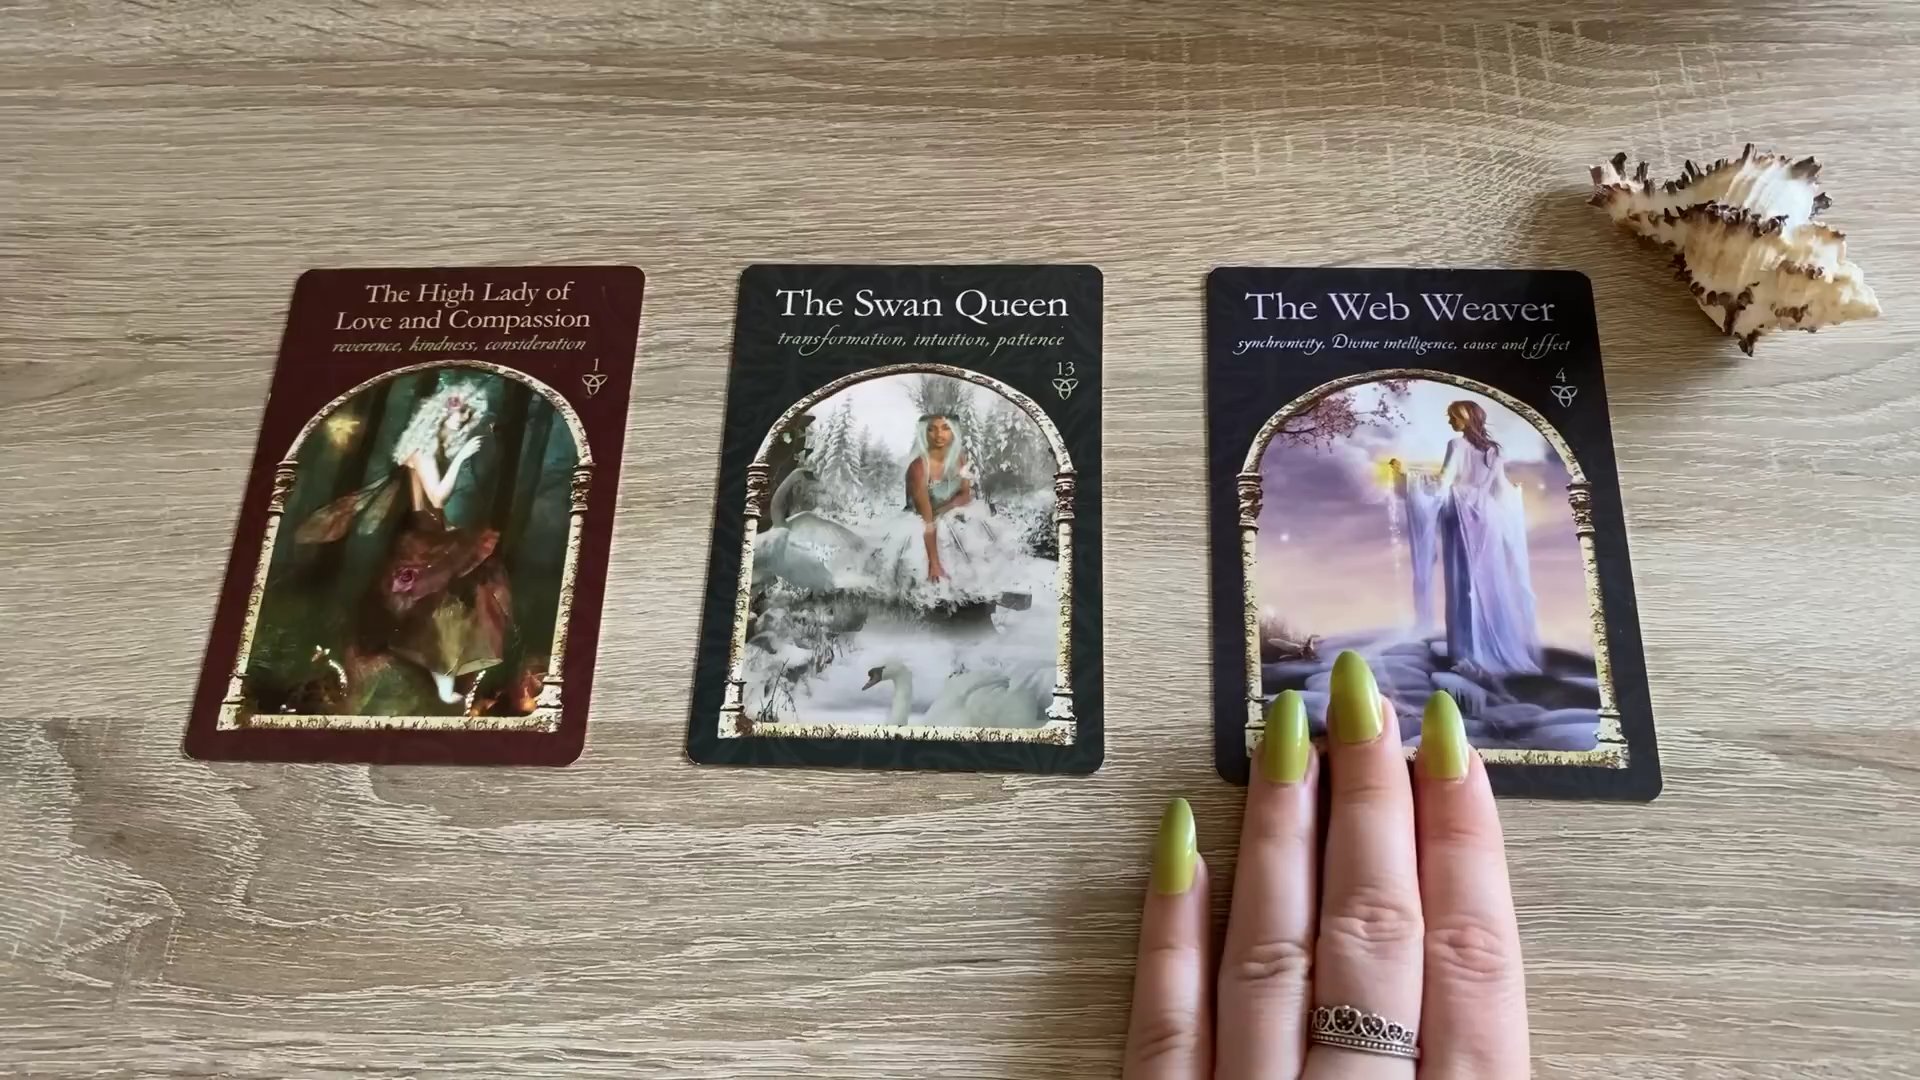 The High Lady of
Love and Compassion
reverence, kindness, consideration
1
The Swan Queen
transformation, intuition, patience
13
The Web Weaver
synchronicity, Divine intelligence, cause and effect
4